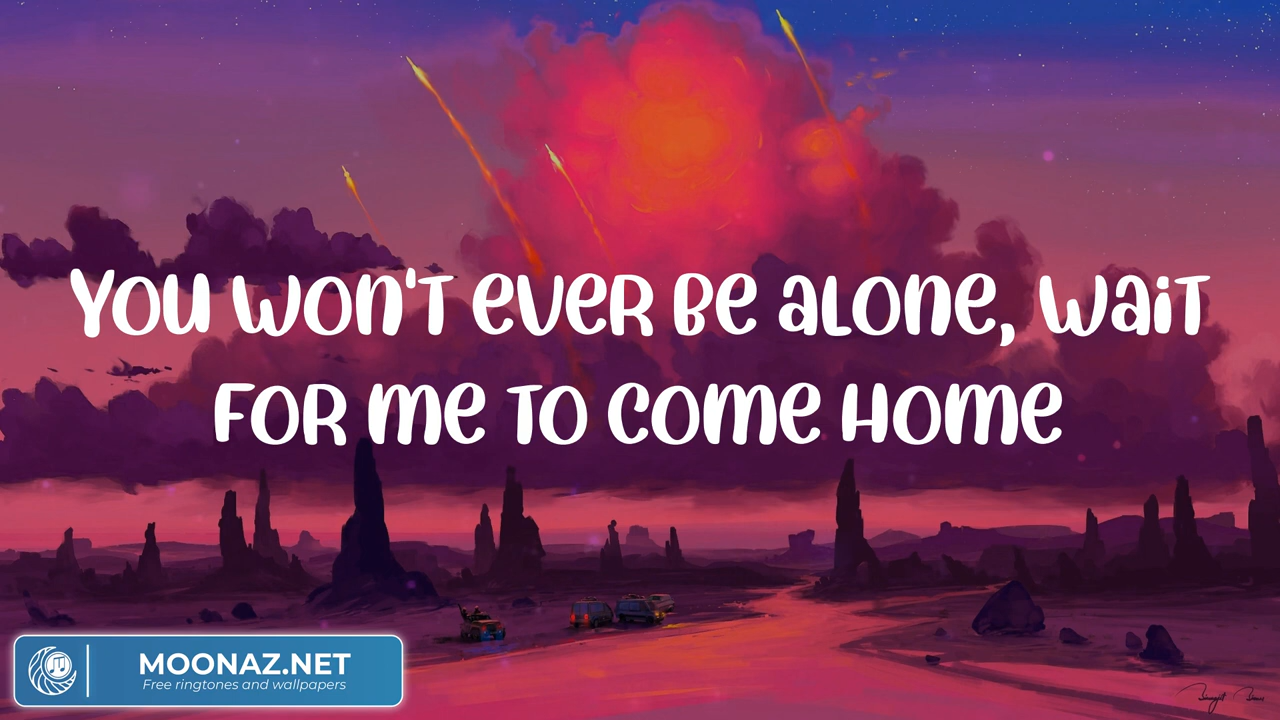 You won't ever be alone, wait
for me to come home
MOONAZ.NET
Free ringtones and wallpapers